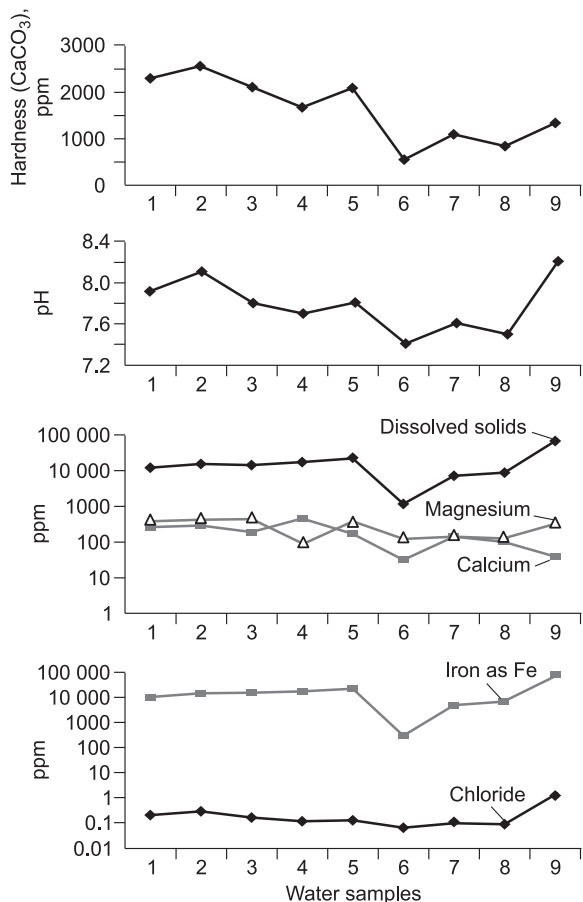 Hardness (CaCO₃),
ppm
3000
2000
1000
0
1 2 3 4 5 6 7 8 9
pH
8.4
8.0
7.6
7.2
1 2 3 4 5 6 7 8 9
ppm
100 000
10 000
1000
100
10
1
Dissolved solids
Magnesium
Calcium
1 2 3 4 5 6 7 8 9
ppm
100 000
10 000
1000
100
10
1
0.1
0.01
Iron as Fe
Chloride
1 2 3 4 5 6 7 8 9
Water samples